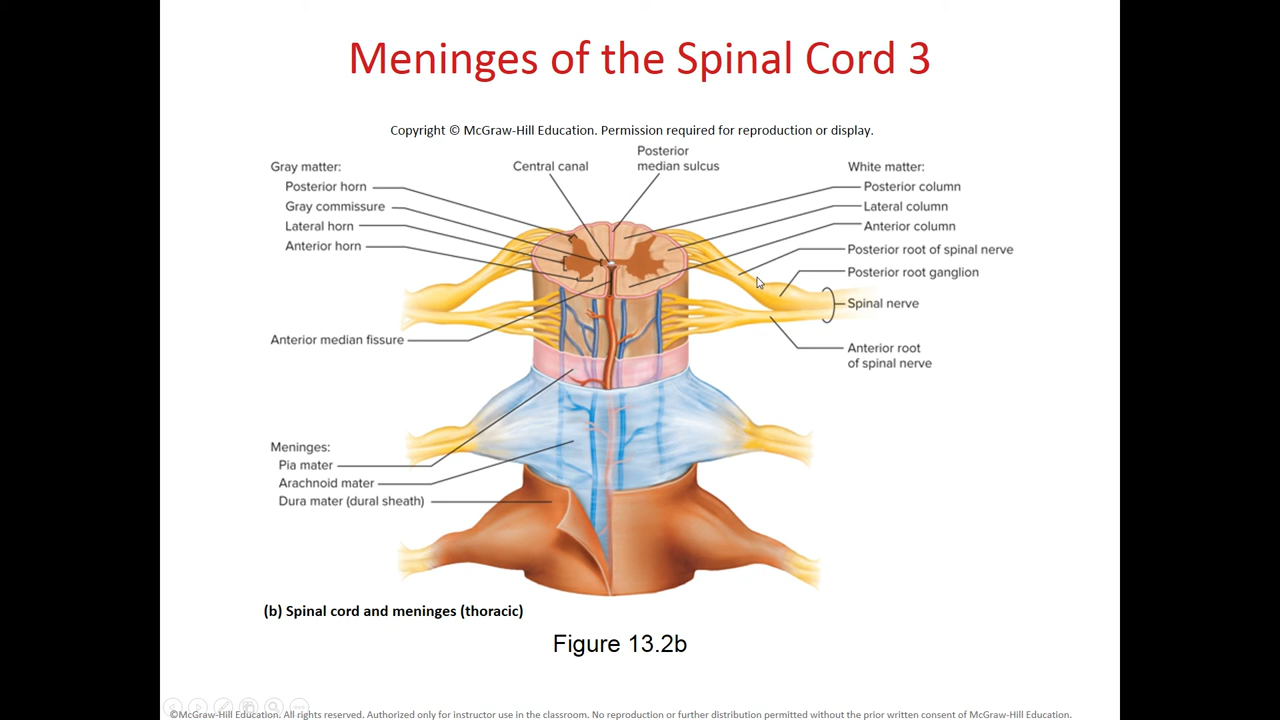 Meninges of the Spinal Cord 3
Copyright © McGraw-Hill Education. Permission required for reproduction or display.
Gray matter:
Posterior horn
Gray commissure
Lateral horn
Anterior horn
Central canal
Posterior
median sulcus
White matter:
Posterior column
Lateral column
Anterior column
Posterior root of spinal nerve
Posterior root ganglion
Spinal nerve
Anterior root
of spinal nerve
Anterior median fissure
Meninges:
Pia mater
Arachnoid mater
Dura mater (dural sheath)
(b) Spinal cord and meninges (thoracic)
Figure 13.2b
©McGraw-Hill Education. All rights reserved. Authorized only for instructor use in the classroom. No reproduction or further distribution permitted without the prior written consent of McGraw-Hill Education.